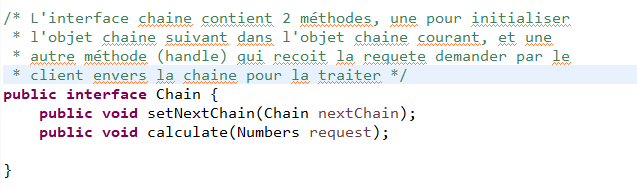 /* L'interface chaine contient 2 méthodes, une pour initialiser
* l'objet chaine suivant dans l'objet chaine courant, et une
* autre méthode (handle) qui recoit la requete demander par le
* client envers la chaine pour la traiter */
public interface Chain {
public void setNextChain(Chain nextChain);
public void calculate(Numbers request);
}